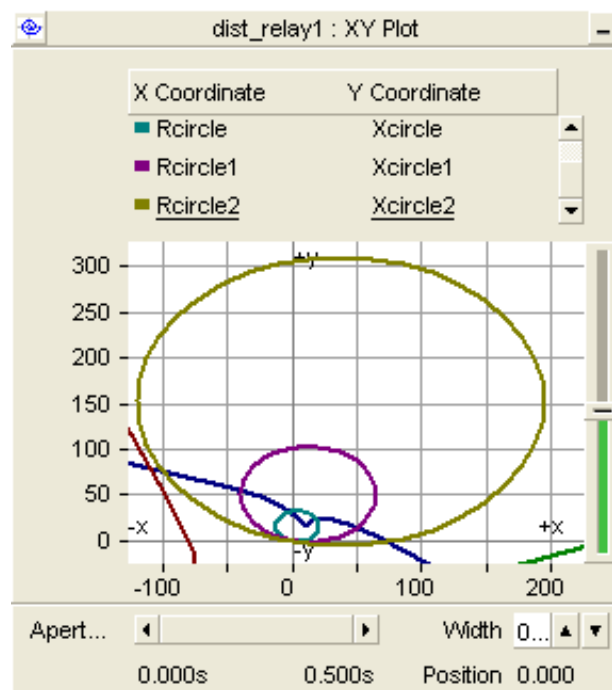 dist_relay1 : XY Plot
X Coordinate Y Coordinate
Rcircle Xcircle
Rcircle1 Xcircle1
Rcircle2 Xcircle2
+y
300
250
200
150
100
50
0
-x +x
-y
-100 0 100 200
Apert... Width 0...
0.000s 0.500s Position 0.000